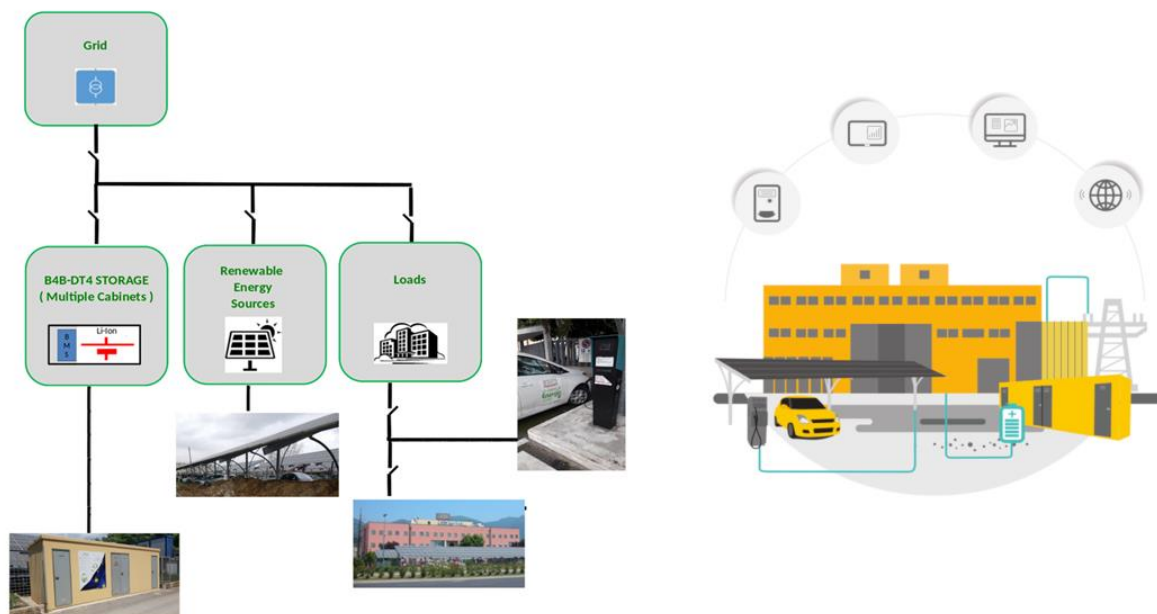 Grid
B4B-DT4 STORAGE
( Multiple Cabinets )
B
M
S
Li-Ion
Renewable
Energy
Sources
Loads